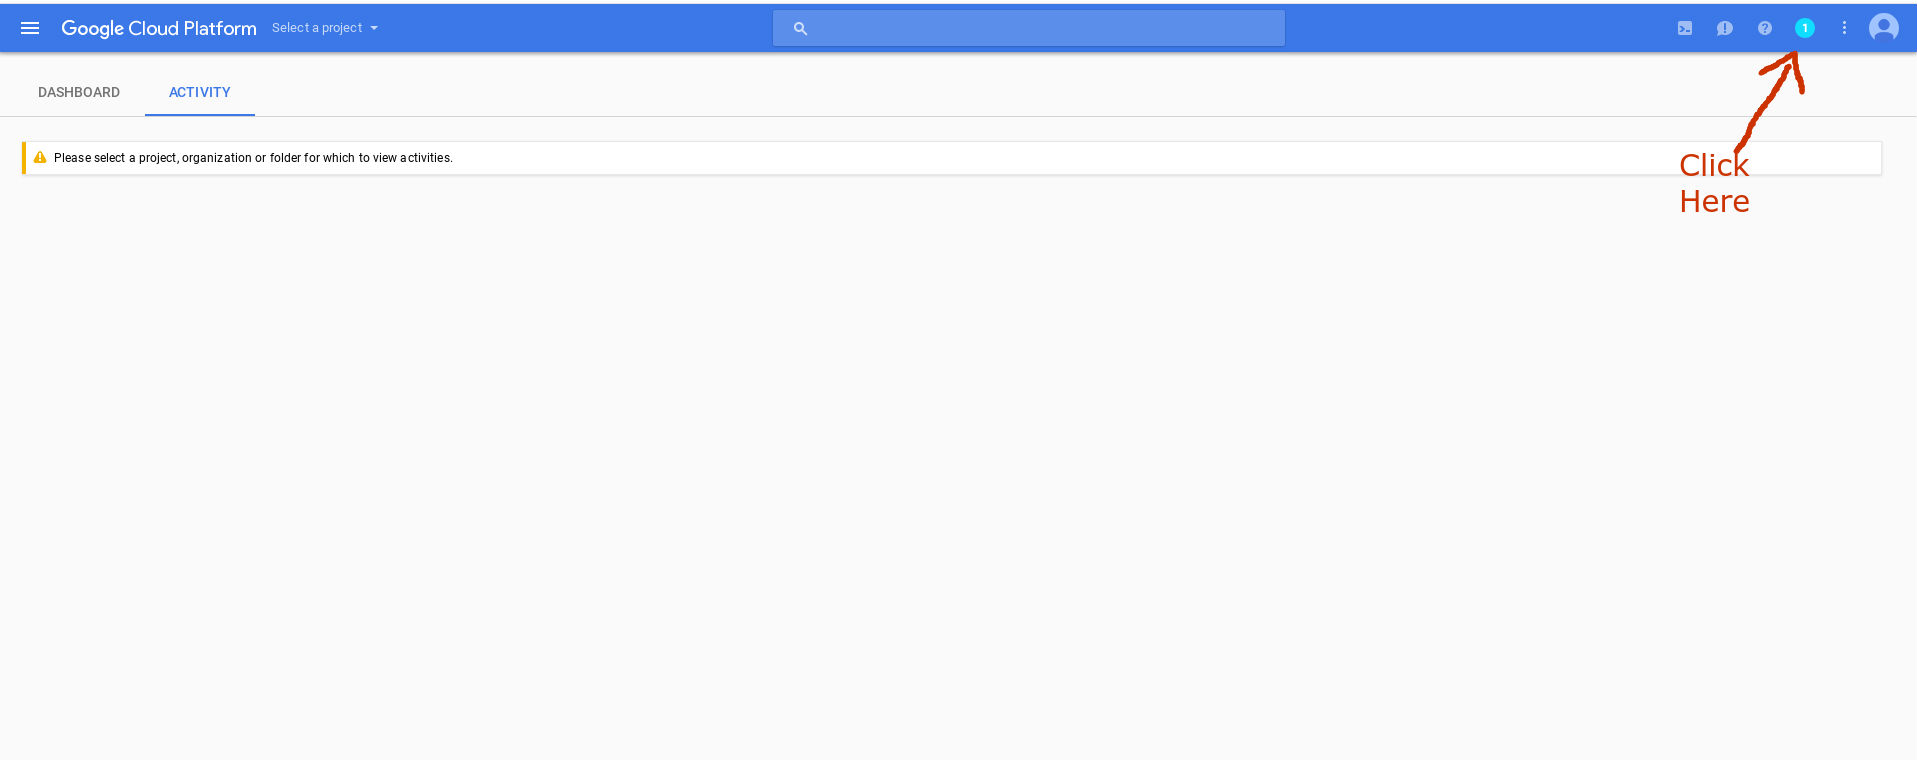 Google Cloud Platform Select a project 1
DASHBOARD ACTIVITY
Please select a project, organization or folder for which to view activities.
Click
Here